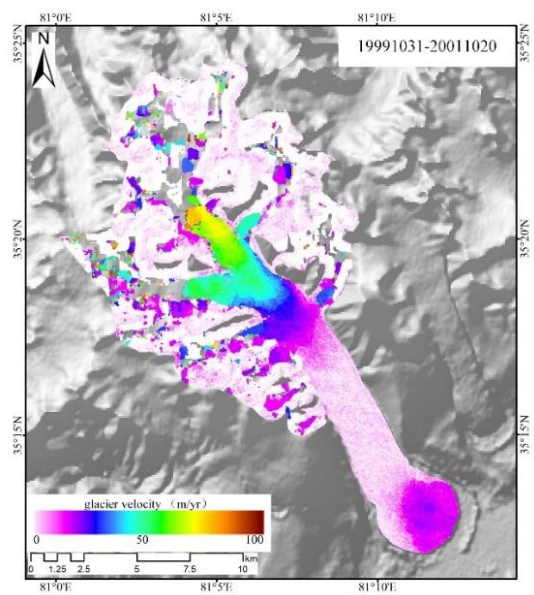 81°0'E 81°5'E 81°10'E
35°25'N 35°25'N
N
19991031-20011020
35°20'N 35°20'N
35°15'N 35°15'N
glacier velocity （m/yr）
0 50 100
km
0 1.25 2.5 5 7.5 10
81°0'E 81°5'E 81°10'E